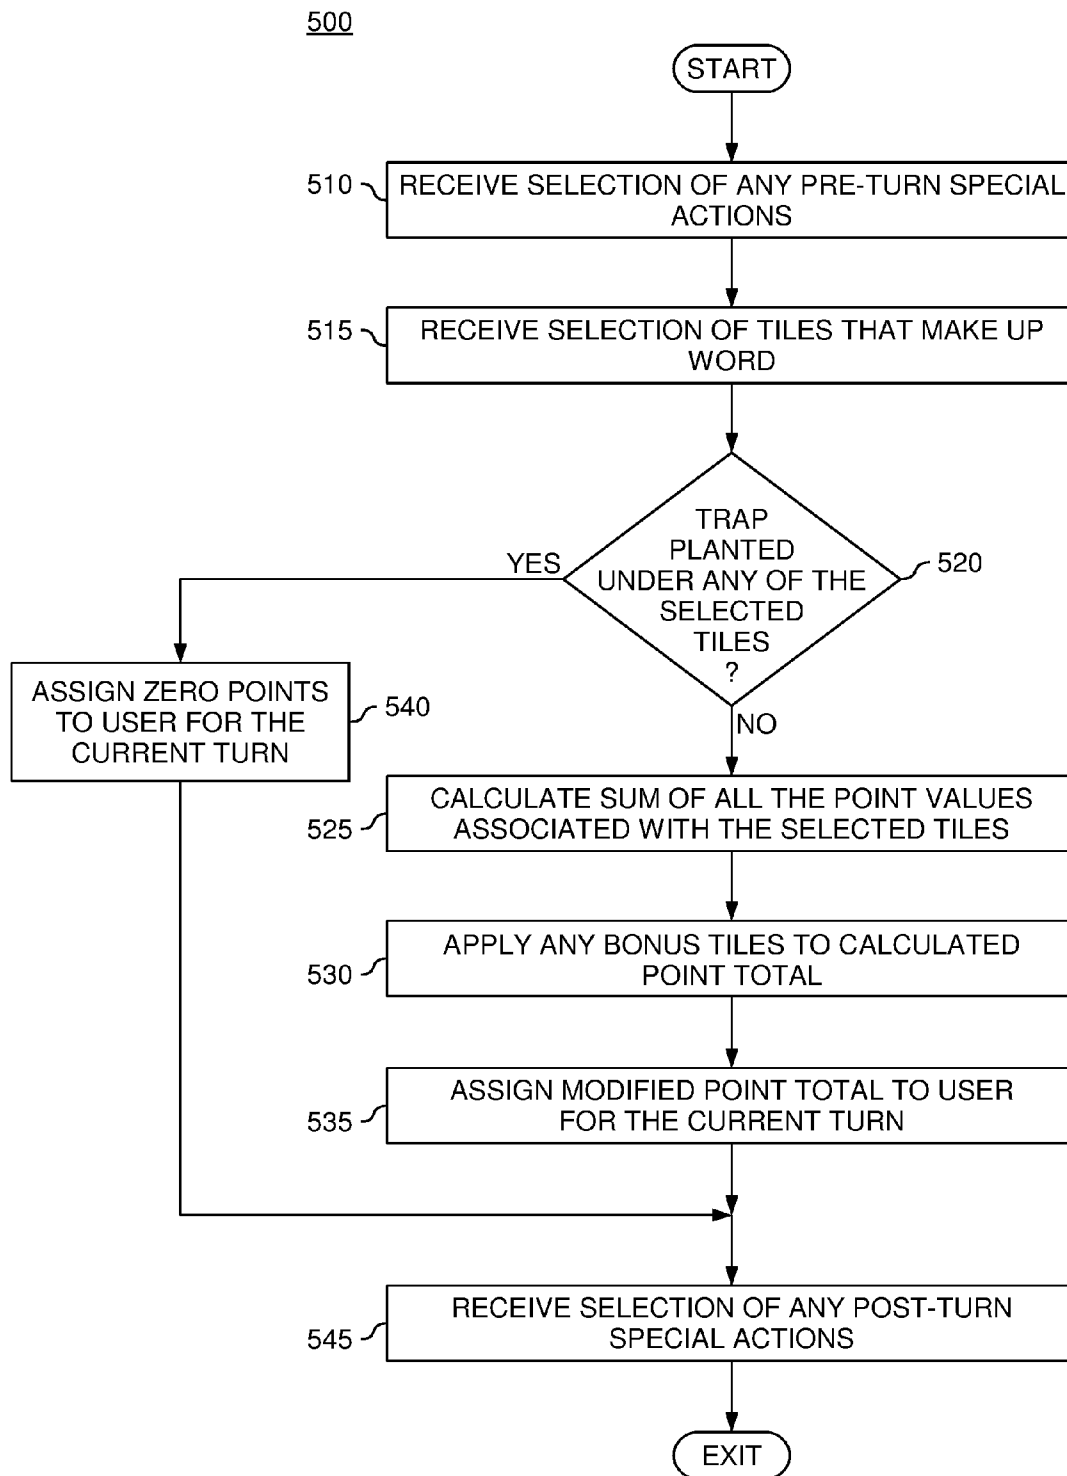 500
START
510
RECEIVE SELECTION OF ANY PRE-TURN SPECIAL
ACTIONS
515
RECEIVE SELECTION OF TILES THAT MAKE UP
WORD
TRAP
PLANTED
UNDER ANY OF THE
SELECTED
TILES
?
520
YES
NO
ASSIGN ZERO POINTS
TO USER FOR THE
CURRENT TURN
540
525
CALCULATE SUM OF ALL THE POINT VALUES
ASSOCIATED WITH THE SELECTED TILES
530
APPLY ANY BONUS TILES TO CALCULATED
POINT TOTAL
535
ASSIGN MODIFIED POINT TOTAL TO USER
FOR THE CURRENT TURN
545
RECEIVE SELECTION OF ANY POST-TURN
SPECIAL ACTIONS
EXIT